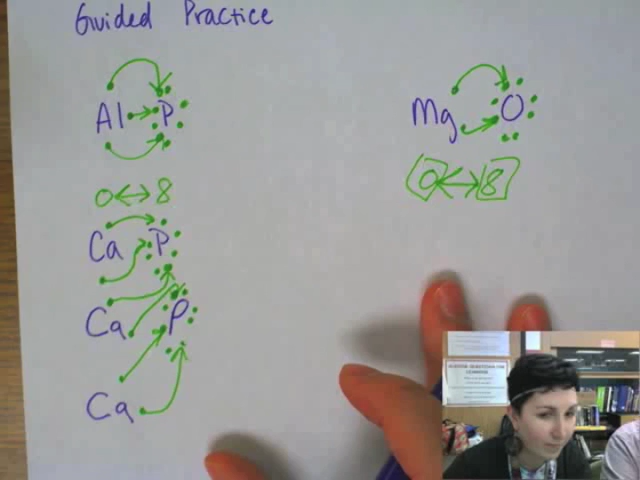 Guided Practice
Al P
Mg O
0 ↔ 8
0 ↔ 8
Ca P
Ca P
Ca